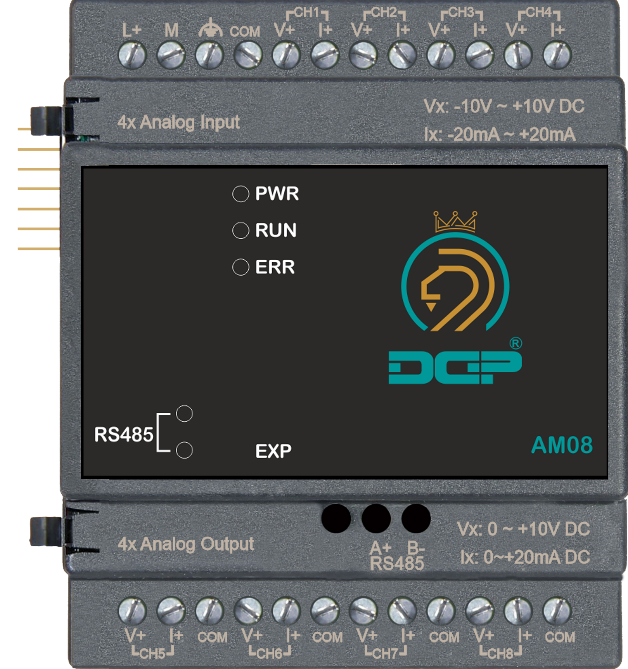 CH1 CH2 CH3 CH4
L+ M COM V+ I+ V+ I+ V+ I+ V+ I+
Vx: -10V ~ +10V DC
4x Analog Input
Ix: -20mA ~ +20mA
PWR
RUN
ERR
DCP®
RS485
EXP
AM08
Vx: 0 ~ +10V DC
4x Analog Output
A+ B-
RS485
Ix: 0~+20mA DC
V+ I+ COM V+ I+ COM V+ I+ COM V+ I+ COM
CH5 CH6 CH7 CH8